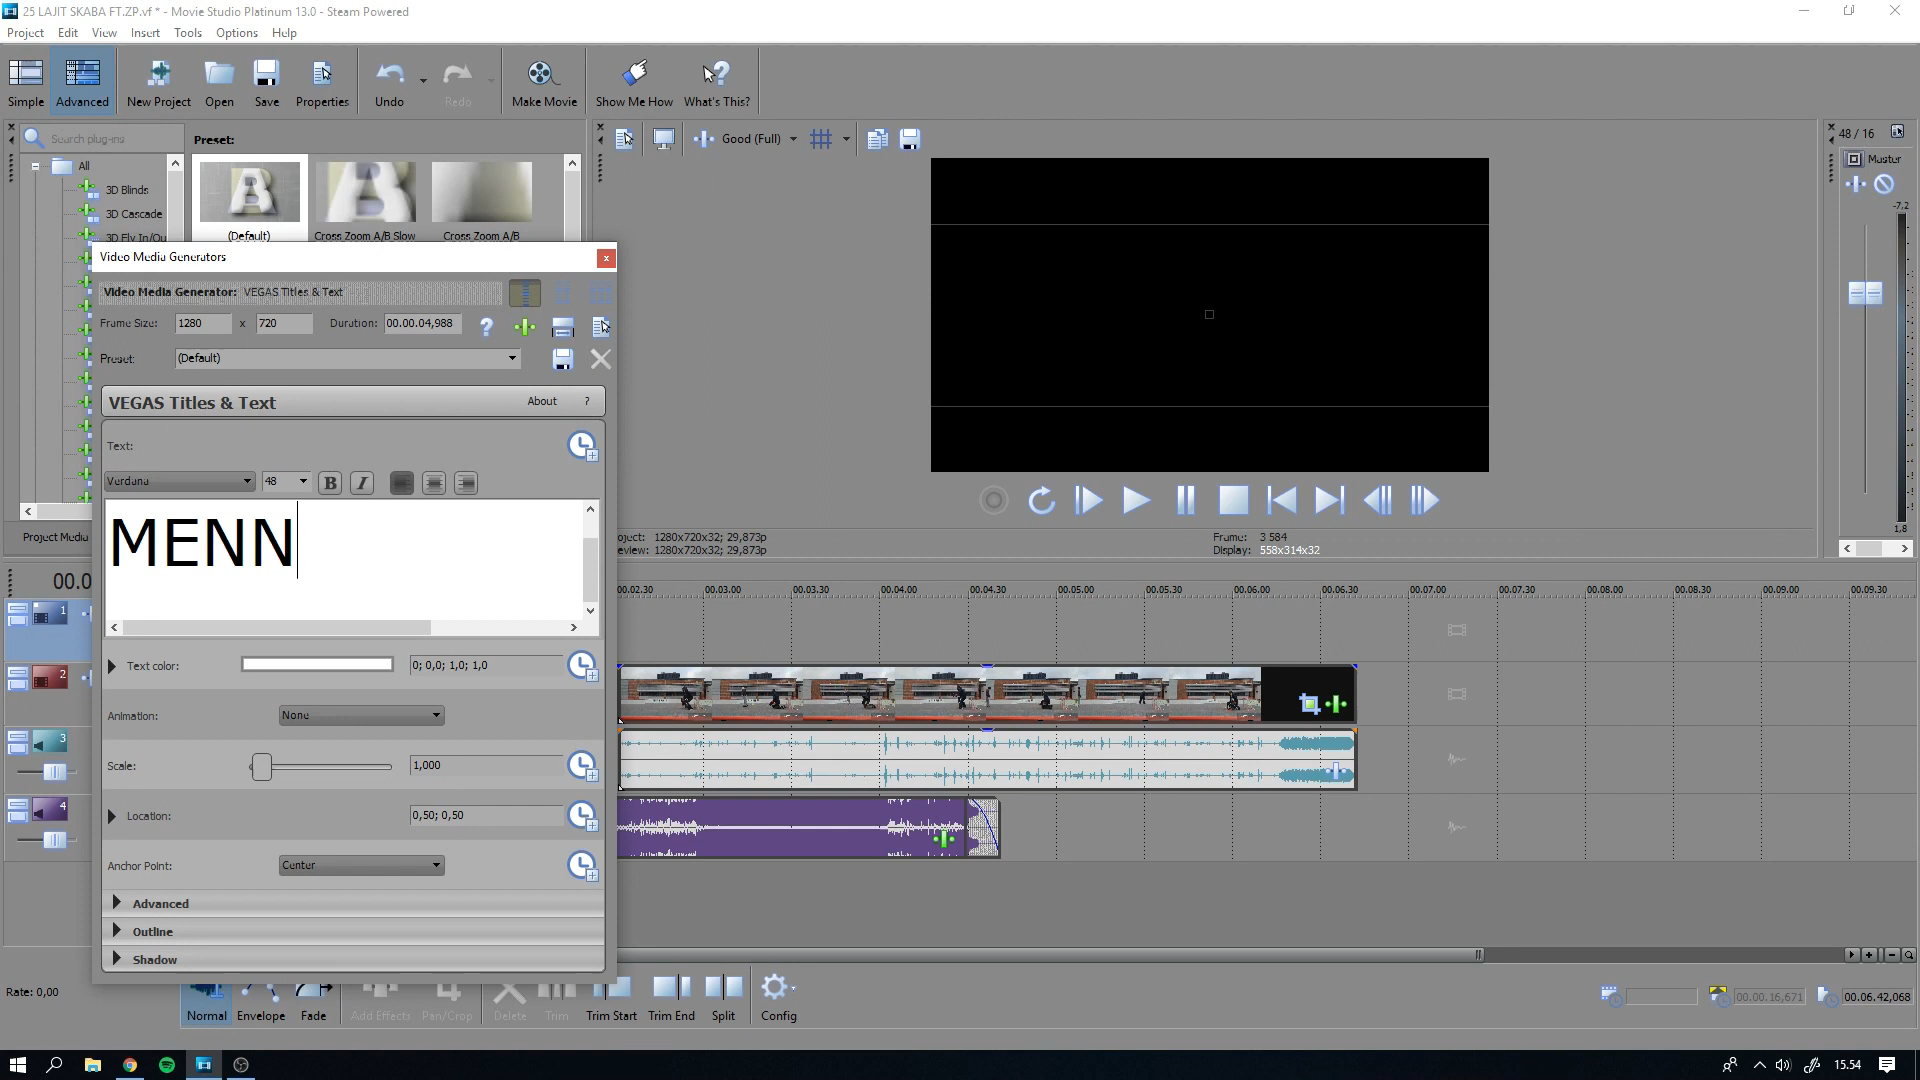 25 LAJIT SKABA FT.ZP.vf * - Movie Studio Platinum 13.0 - Steam Powered
Project Edit View Insert Tools Options Help
Simple Advanced New Project Open Save Properties Undo Redo Make Movie Show Me How What's This?
Search plug-ins
Preset:
Good (Full)
48 / 16
All
3D Blinds
3D Cascade
3D Fly In/Ou
(Default) Cross Zoom A/B Slow Cross Zoom A/B
Master
-7,2
1,8
Video Media Generators
Video Media Generator: VEGAS Titles & Text
Frame Size: 1280 x 720 Duration: 00.00.04,988
Preset: (Default)
VEGAS Titles & Text About ?
Text:
Verdana 48 B I
MENN
Project Media
oject: 1280x720x32; 29,873p
eview: 1280x720x32; 29,873p
Frame: 3 584
Display: 558x314x32
00.0
00.02.30 00.03.00 00.03.30 00.04.00 00.04.30 00.05.00 00.05.30 00.06.00 00.06.30 00.07.00 00.07.30 00.08.00 00.08.30 00.09.00 00.09.30
1
2
3
4
Text color: 0; 0,0; 1,0; 1,0
Animation: None
Scale: 1,000
Location: 0,50; 0,50
Anchor Point: Center
Advanced
Outline
Shadow
Rate: 0,00
Normal Envelope Fade Add Effects Pan/Crop Delete Trim Trim Start Trim End Split Config
00.00.16,671 00.06.42,068
15.54